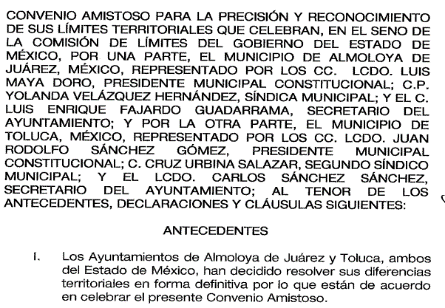 CONVENIO AMISTOSO PARA LA PRECISIÓN Y RECONOCIMIENTO
DE SUS LÍMITES TERRITORIALES QUE CELEBRAN, EN EL SENO DE
LA COMISIÓN DE LÍMITES DEL GOBIERNO DEL ESTADO DE
MÉXICO, POR UNA PARTE, EL MUNICIPIO DE ALMOLOYA DE
JUÁREZ, MÉXICO, REPRESENTADO POR LOS CC. LCDO. LUIS
MAYA DORO, PRESIDENTE MUNICIPAL CONSTITUCIONAL; C.P.
YOLANDA VELÁZQUEZ HERNÁNDEZ, SÍNDICA MUNICIPAL; Y EL C.
LUIS ENRIQUE FAJARDO GUADARRAMA, SECRETARIO DEL
AYUNTAMIENTO; Y POR LA OTRA PARTE, EL MUNICIPIO DE
TOLUCA, MÉXICO, REPRESENTADO POR LOS CC. LCDO. JUAN
RODOLFO SÁNCHEZ GÓMEZ, PRESIDENTE MUNICIPAL
CONSTITUCIONAL; C. CRUZ URBINA SALAZAR, SEGUNDO SÍNDICO
MUNICIPAL; Y EL LCDO. CARLOS SÁNCHEZ SÁNCHEZ,
SECRETARIO DEL AYUNTAMIENTO; AL TENOR DE LOS
ANTECEDENTES, DECLARACIONES Y CLÁUSULAS SIGUIENTES:
ANTECEDENTES
I. Los Ayuntamientos de Almoloya de Juárez y Toluca, ambos
del Estado de México, han decidido resolver sus diferencias
territoriales en forma definitiva por lo que están de acuerdo
en celebrar el presente Convenio Amistoso.